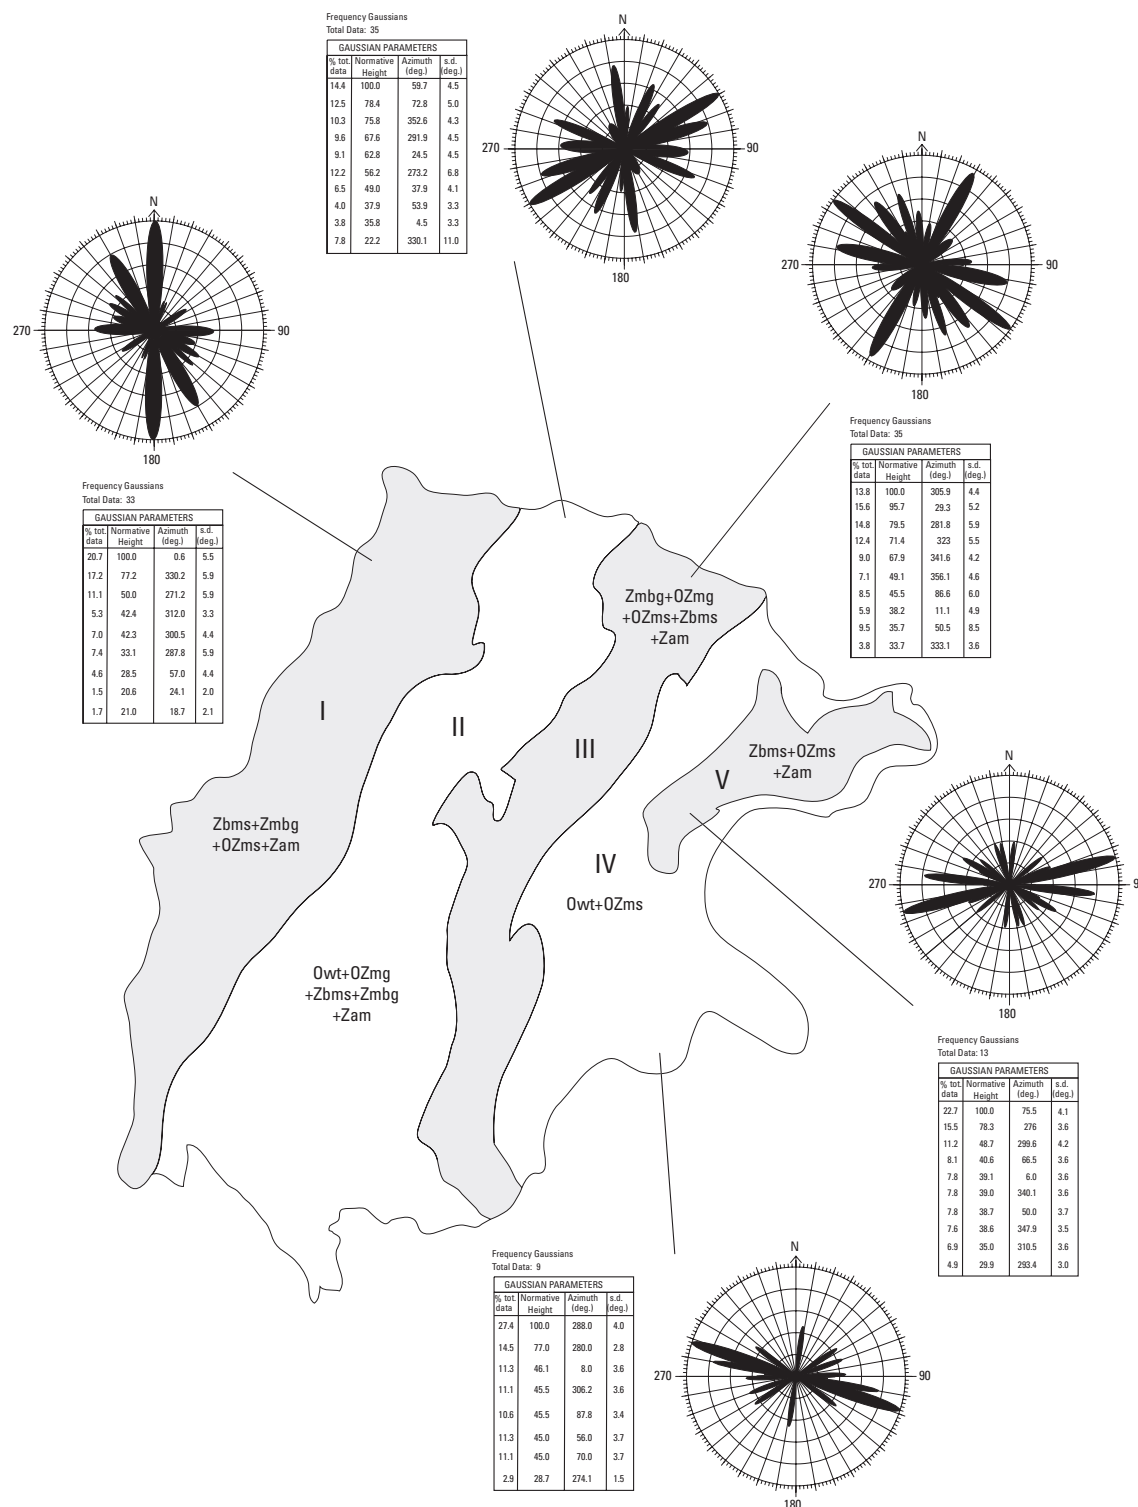 Frequency Gaussians
Total Data: 35
GAUSSIAN PARAMETERS
% tot. data Normative Height Azimuth (deg.) s.d. (deg.)
14.4 100.0 59.7 4.5
12.5 78.4 72.8 5.0
10.3 75.8 352.6 4.3
9.6 67.6 291.9 4.5
9.1 62.8 24.5 4.5
12.2 56.2 273.2 6.8
6.5 49.0 37.9 4.1
4.0 37.9 53.9 3.3
3.8 35.8 4.5 3.3
7.8 22.2 330.1 11.0
N
270 90
180
N
270 90
180
N
270 90
180
Frequency Gaussians
Total Data: 35
GAUSSIAN PARAMETERS
% tot. data Normative Height Azimuth (deg.) s.d. (deg.)
13.8 100.0 305.9 4.4
15.6 95.7 29.3 5.2
14.8 79.5 281.8 5.9
12.4 71.4 323 5.5
9.0 67.9 341.6 4.2
7.1 49.1 356.1 4.6
8.5 45.5 86.6 6.0
5.9 38.2 11.1 4.9
9.5 35.7 50.5 8.5
3.8 33.7 333.1 3.6
Frequency Gaussians
Total Data: 33
GAUSSIAN PARAMETERS
% tot. data Normative Height Azimuth (deg.) s.d. (deg.)
20.7 100.0 0.6 5.5
17.2 77.2 330.2 5.9
11.1 50.0 271.2 5.9
5.3 42.4 312.0 3.3
7.0 42.3 300.5 4.4
7.4 33.1 287.8 5.9
4.6 28.5 57.0 4.4
1.5 20.6 24.1 2.0
1.7 21.0 18.7 2.1
Zmbg+OZmg
+OZms+Zbms
+Zam
I
II
III
Zbms+OZms
+Zam
V
Zbms+Zmbg
+OZms+Zam
IV
Owt+OZms
Owt+OZmg
+Zbms+Zmbg
+Zam
N
270 9
180
Frequency Gaussians
Total Data: 13
GAUSSIAN PARAMETERS
% tot. data Normative Height Azimuth (deg.) s.d. (deg.)
22.7 100.0 75.5 4.1
15.5 78.3 276 3.6
11.2 48.7 299.6 4.2
8.1 40.6 66.5 3.6
7.8 39.1 6.0 3.6
7.8 39.0 340.1 3.6
7.8 38.7 50.0 3.7
7.6 38.6 347.9 3.5
6.9 35.0 310.5 3.6
4.9 29.9 293.4 3.0
Frequency Gaussians
Total Data: 9
GAUSSIAN PARAMETERS
% tot. data Normative Height Azimuth (deg.) s.d. (deg.)
27.4 100.0 288.0 4.0
14.5 77.0 280.0 2.8
11.3 46.1 8.0 3.6
11.1 45.5 306.2 3.6
10.6 45.5 87.8 3.4
11.3 45.0 56.0 3.7
11.1 45.0 70.0 3.7
2.9 28.7 274.1 1.5
N
270 90
180